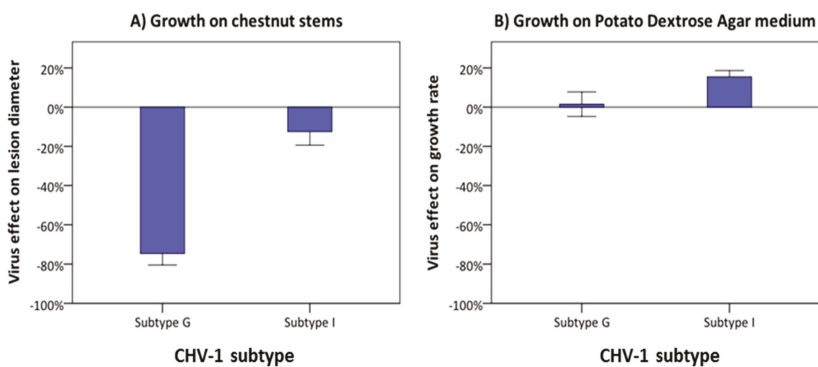 A) Growth on chestnut stems
Virus effect on lesion diameter
20%
0%
-20%
-40%
-60%
-80%
-100%
Subtype G Subtype I
CHV-1 subtype
B) Growth on Potato Dextrose Agar medium
Virus effect on growth rate
20%
0%
-20%
-40%
-60%
-80%
-100%
Subtype G Subtype I
CHV-1 subtype